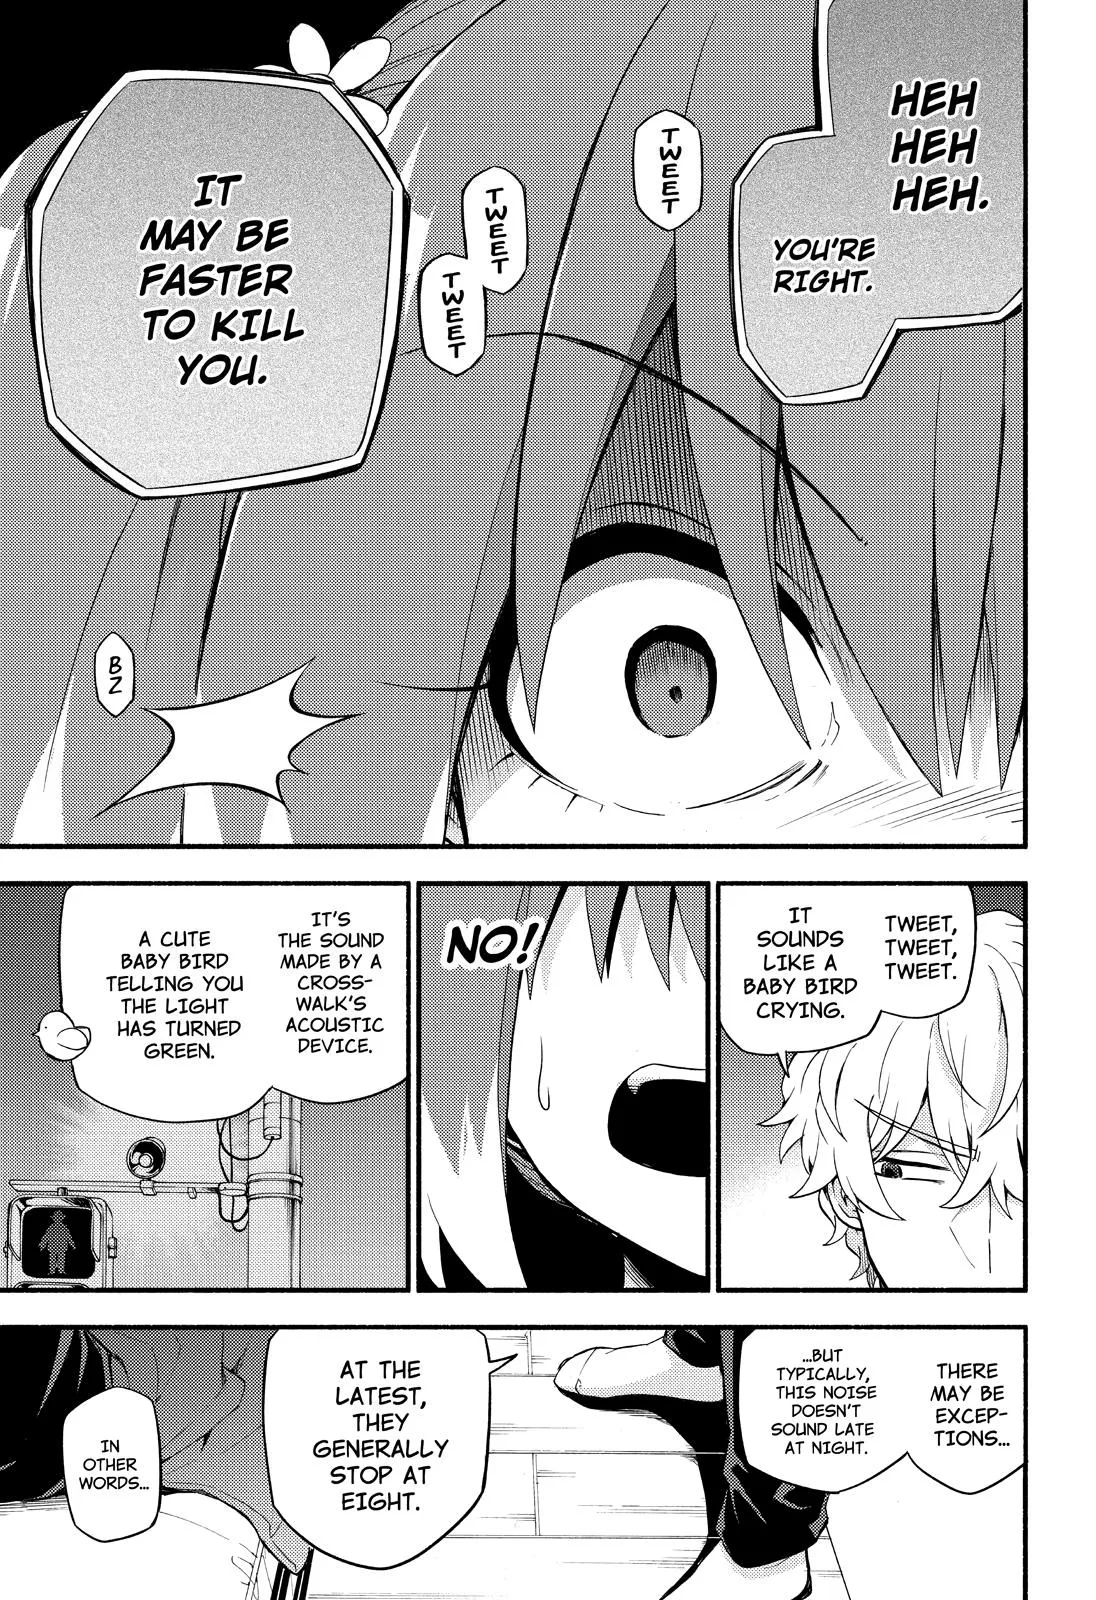 HEH
HEH
HEH.
YOU'RE
RIGHT.
TWEET
TWEET
TWEET
IT
MAY BE
FASTER
TO KILL
YOU.
BZ
TWEET,
TWEET,
TWEET.
IT
SOUNDS
LIKE A
BABY BIRD
CRYING.
NO!
IT'S
THE SOUND
MADE BY A
CROSS-
WALK'S
ACOUSTIC
DEVICE.
A CUTE
BABY BIRD
TELLING YOU
THE LIGHT
HAS TURNED
GREEN.
THERE
MAY BE
EXCEP-
TIONS...
...BUT
TYPICALLY,
THIS NOISE
DOESN'T
SOUND LATE
AT NIGHT.
AT THE
LATEST,
THEY
GENERALLY
STOP AT
EIGHT.
IN
OTHER
WORDS...